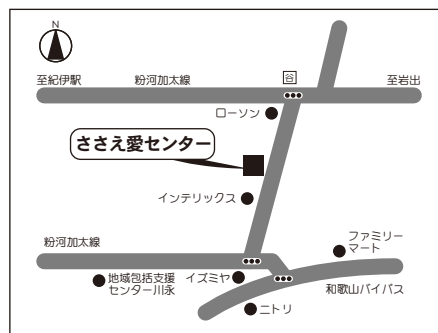 N
至紀伊駅
粉河加太線
谷
至岩出
ローソン
ささえ愛センター
インテリックス
粉河加太線
ファミリー
マート
地域包括支援
センター川永
イズミヤ
和歌山バイパス
ニトリ